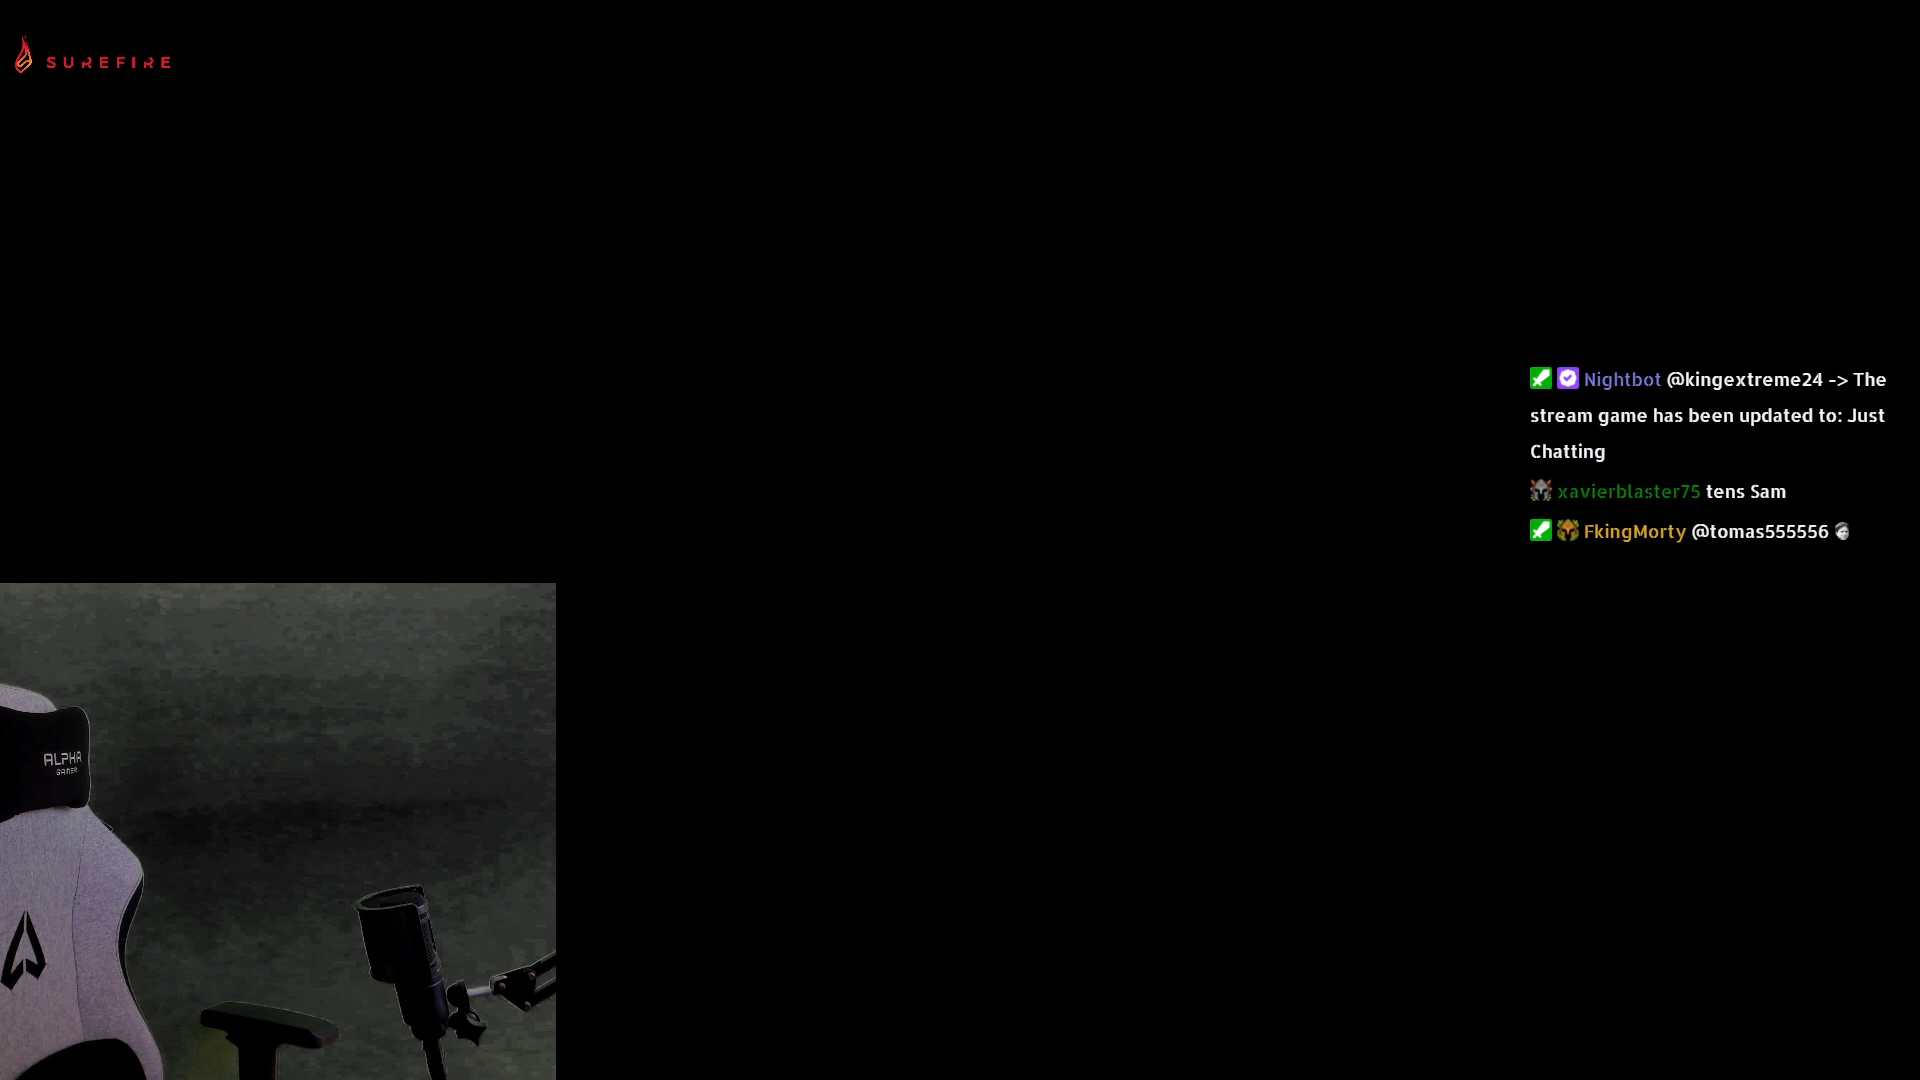 SUREFIRE
Nightbot @kingextreme24 -> The
stream game has been updated to: Just
Chatting
xavierblaster75 tens Sam
FkingMorty @tomas555556
ALPHA
GAMER